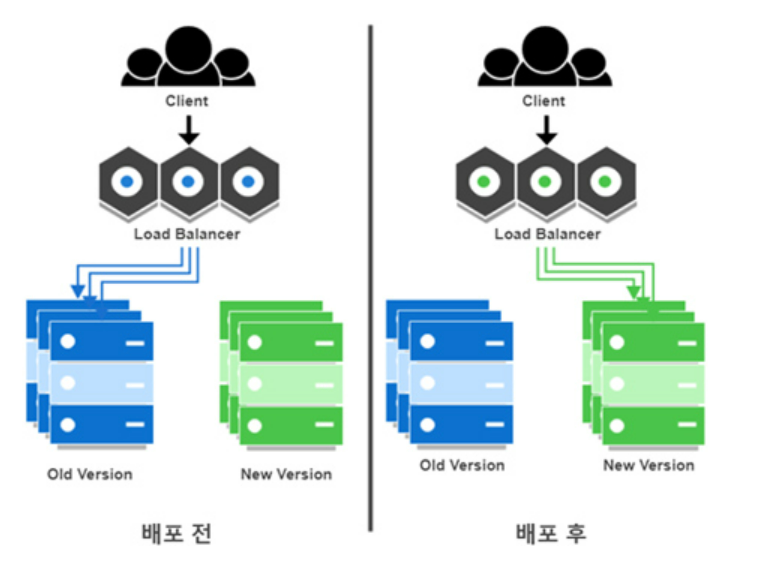 Client
Load Balancer
Old Version
New Version
배포 전
Client
Load Balancer
Old Version
New Version
배포 후